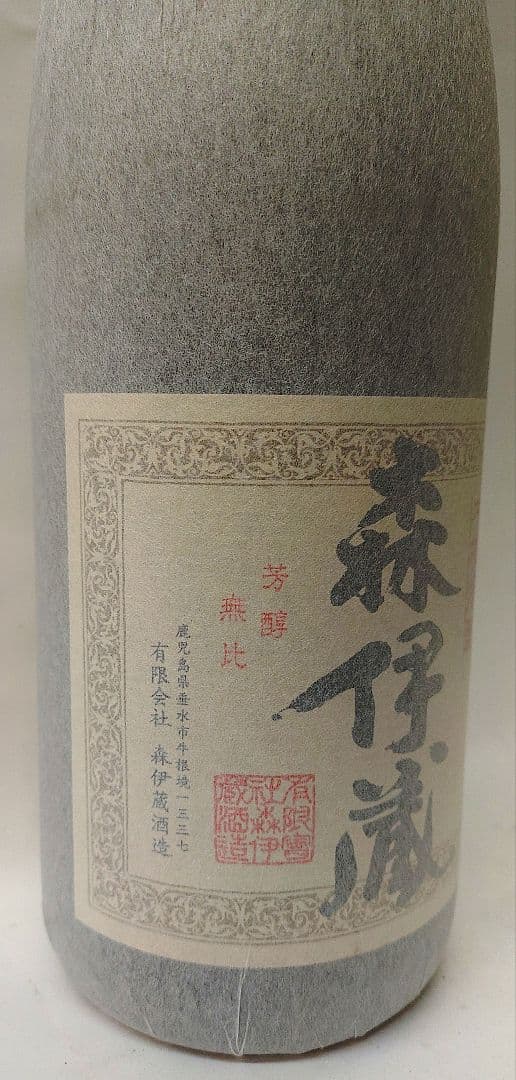 森伊蔵
芳醇
無比
鹿児島県垂水市牛根境一三三七
有限会社 森伊蔵酒造
有限會
社森伊
蔵酒造